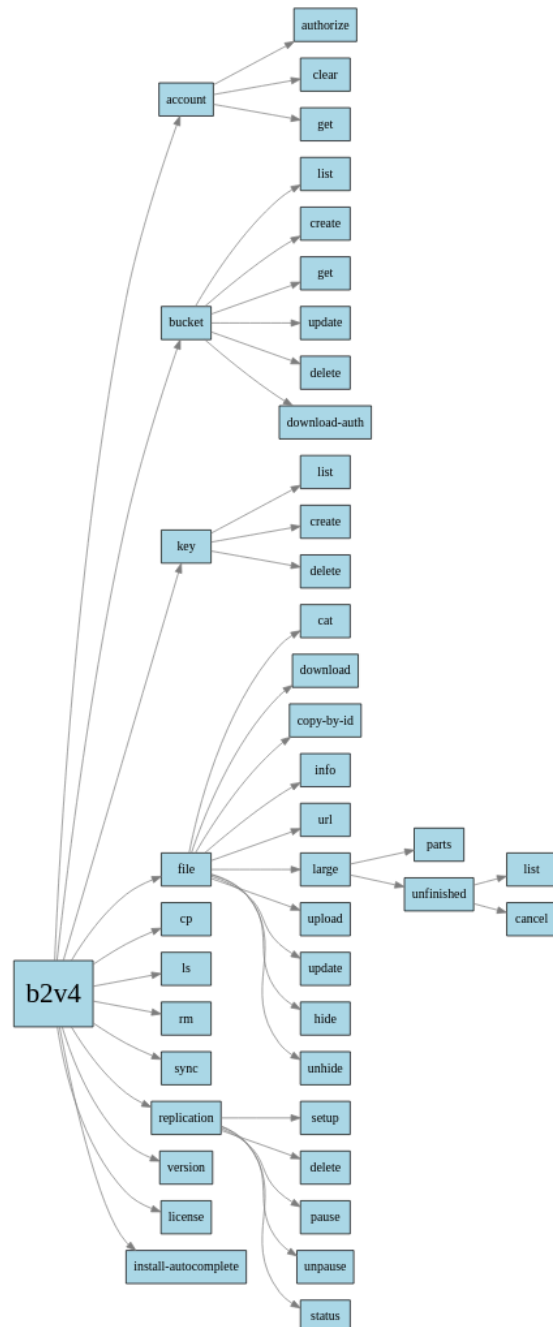 authorize
clear
account
get
list
create
get
bucket
update
delete
download-auth
list
create
key
delete
cat
download
copy-by-id
info
url
parts
file
large
list
unfinished
upload
cancel
cp
update
ls
b2v4
rm
hide
sync
unhide
replication
setup
version
delete
license
pause
install-autocomplete
unpause
status